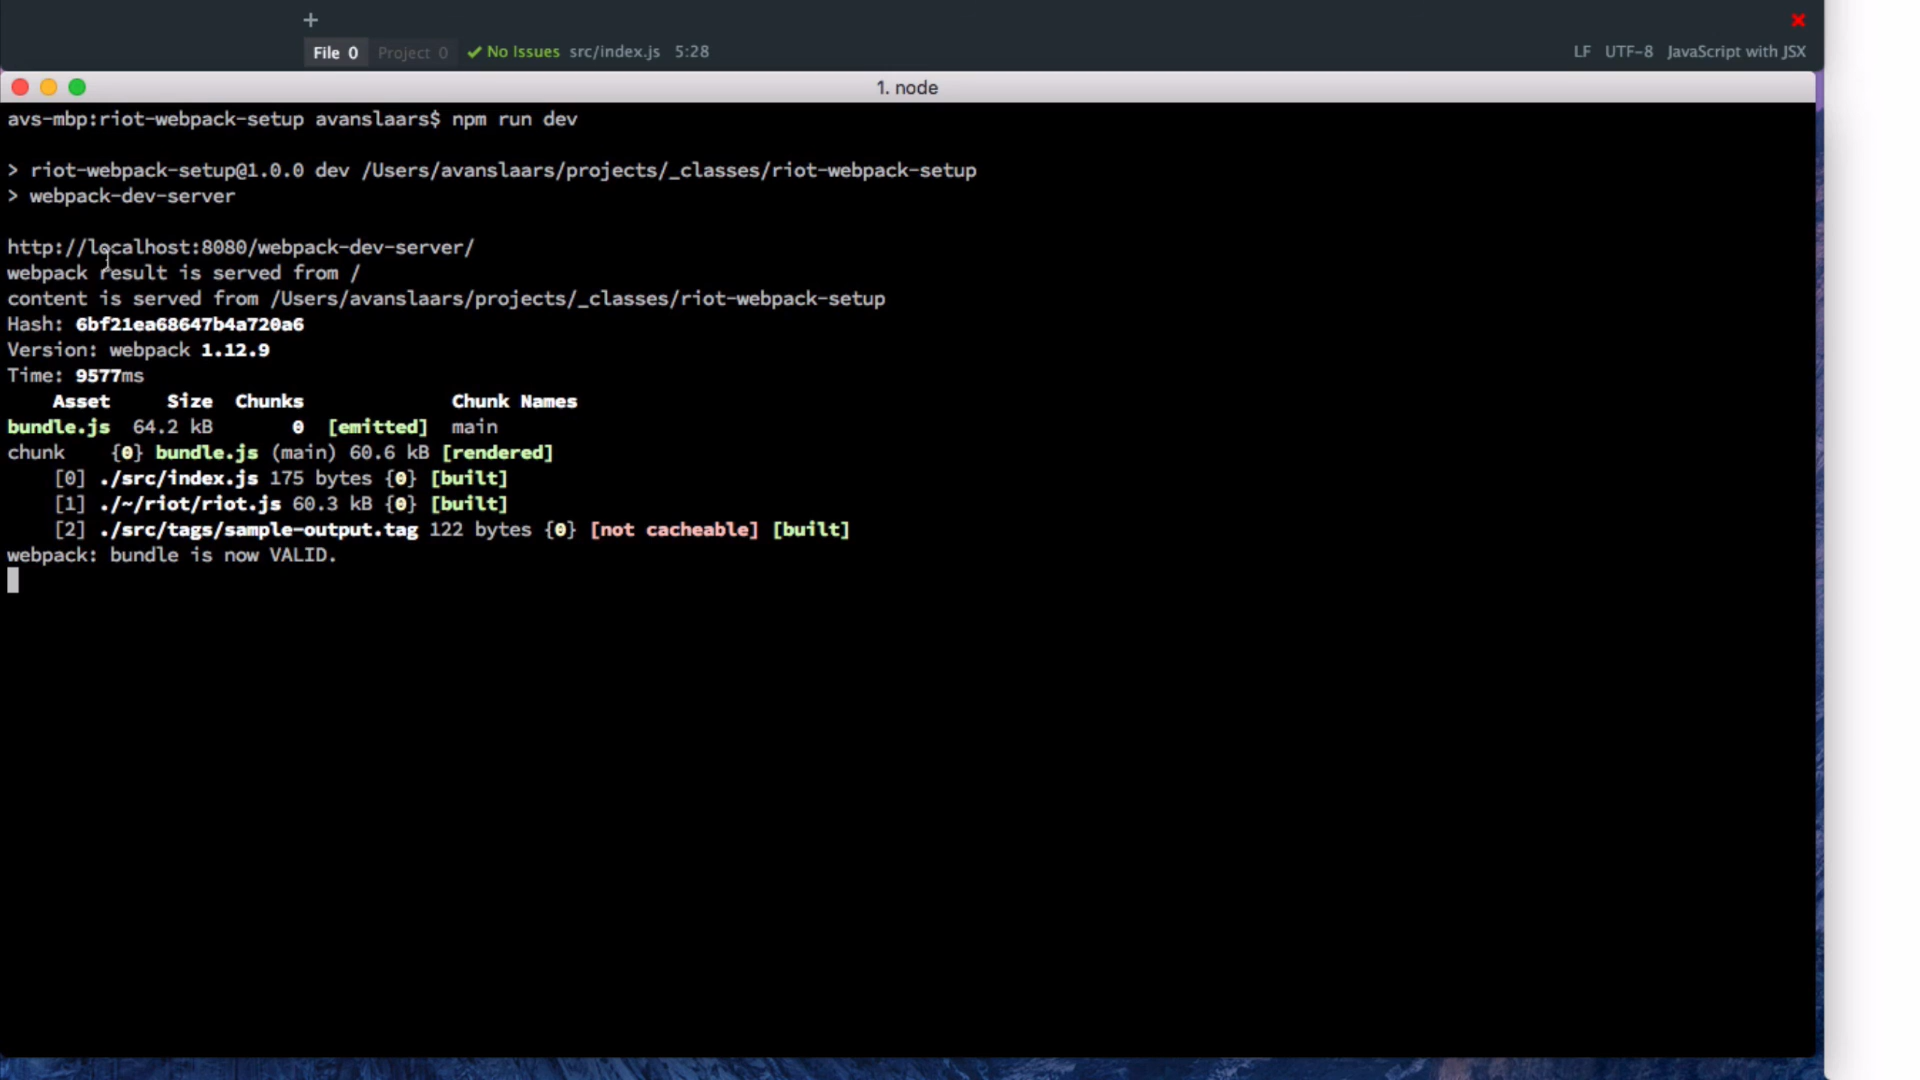 +
File 0 Project 0 ✓ No Issues src/index.js 5:28 LF UTF-8 JavaScript with JSX
1. node
avs-mbp:riot-webpack-setup avanslaars$ npm run dev
> riot-webpack-setup@1.0.0 dev /Users/avanslaars/projects/_classes/riot-webpack-setup
> webpack-dev-server
http://localhost:8080/webpack-dev-server/
webpack result is served from /
content is served from /Users/avanslaars/projects/_classes/riot-webpack-setup
Hash: 6bf21ea68647b4a720a6
Version: webpack 1.12.9
Time: 9577ms
Asset Size Chunks Chunk Names
bundle.js 64.2 kB 0 [emitted] main
chunk {0} bundle.js (main) 60.6 kB [rendered]
[0] ./src/index.js 175 bytes {0} [built]
[1] ./~/riot/riot.js 60.3 kB {0} [built]
[2] ./src/tags/sample-output.tag 122 bytes {0} [not cacheable] [built]
webpack: bundle is now VALID.